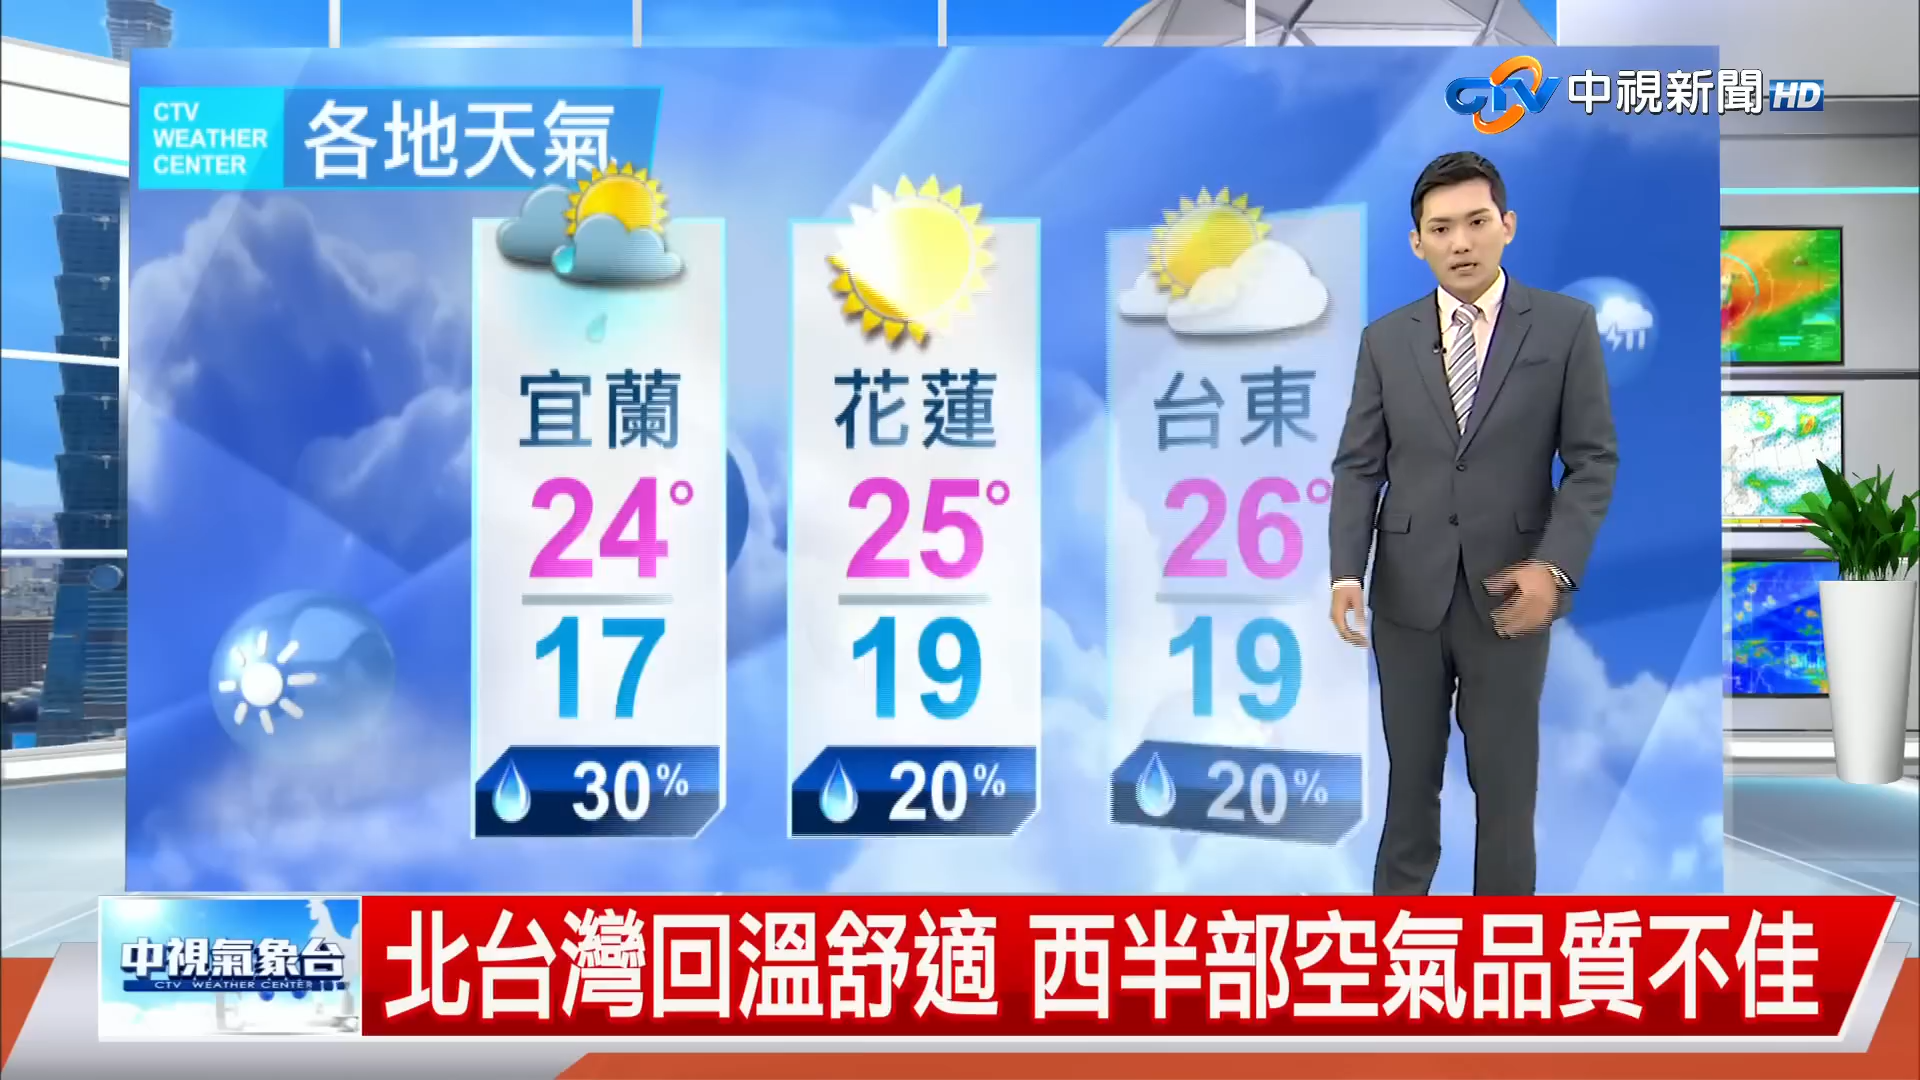 CTV
WEATHER
CENTER
各地天氣
CTV 中視新聞 HD
宜蘭
24°
17
30%
花蓮
25°
19
20%
台東
26°
19
20%
中視氣象台
CTV WEATHER CENTER
北台灣回溫舒適 西半部空氣品質不佳